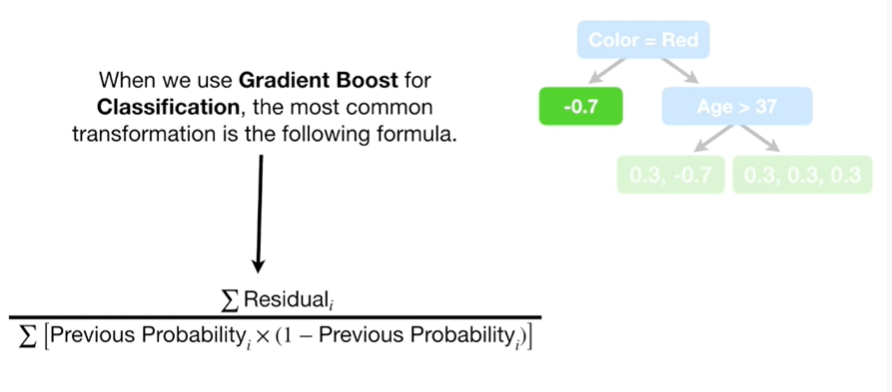 When we use Gradient Boost for
Classification, the most common
transformation is the following formula.
Color = Red
-0.7
Age > 37
0.3, -0.7
0.3, 0.3, 0.3
∑ Residualᵢ
∑ [Previous Probabilityᵢ × (1 − Previous Probabilityᵢ)]